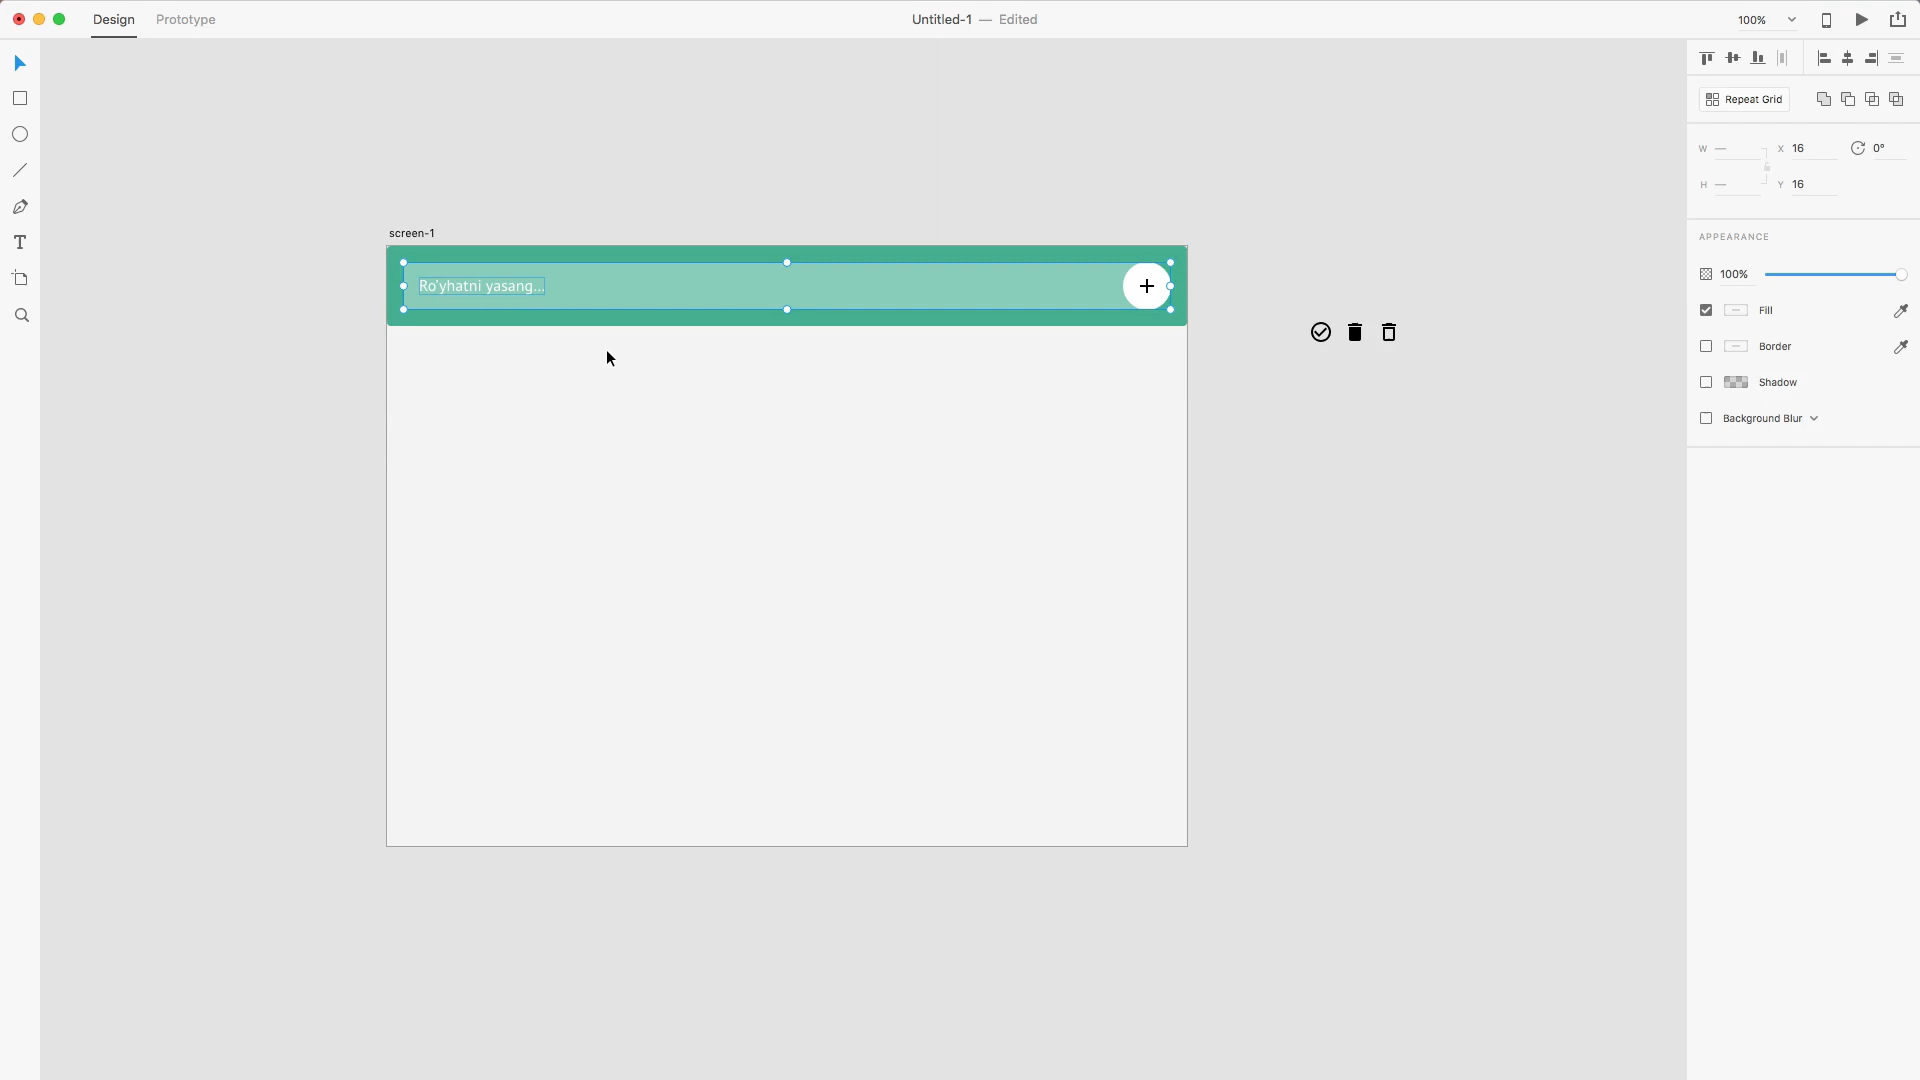 Design Prototype Untitled-1 — Edited 100%
Repeat Grid
W — X 16 0°
H — Y 16
APPEARANCE
100%
Fill
Border
Shadow
Background Blur
screen-1
Ro'yhatni yasang...